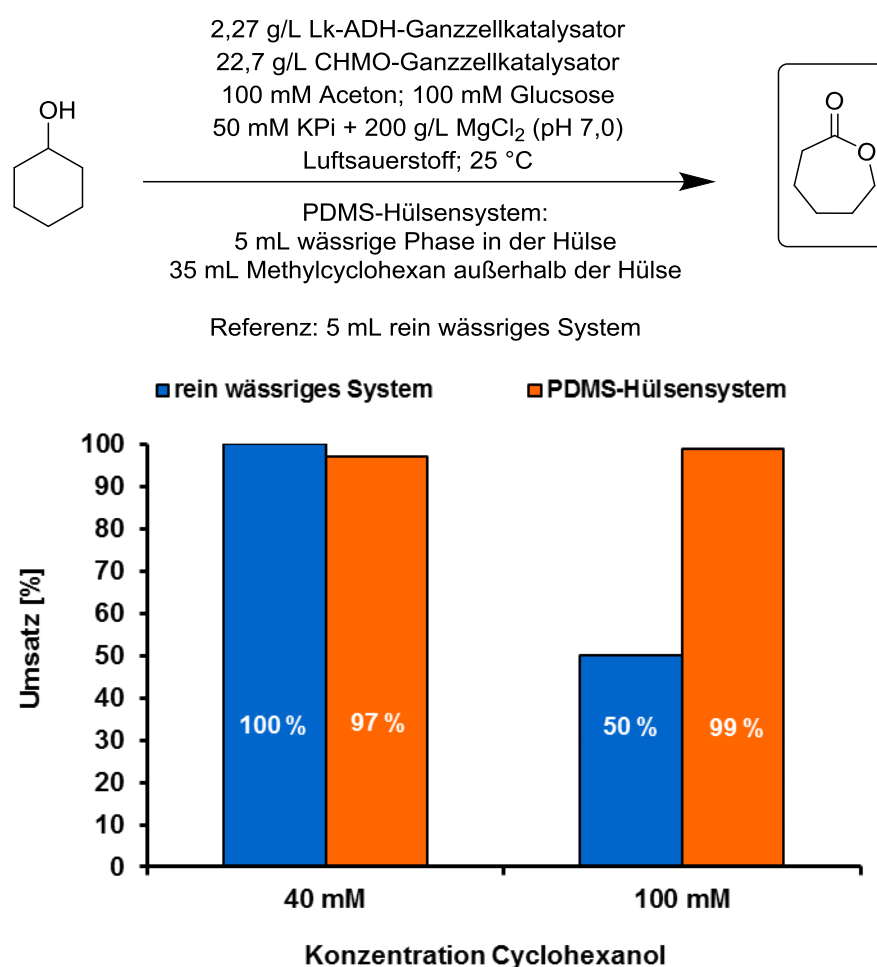 2,27 g/L Lk-ADH-Ganzzellkatalysator
22,7 g/L CHMO-Ganzzellkatalysator
100 mM Aceton; 100 mM Glucsose
50 mM KPi + 200 g/L MgCl2 (pH 7,0)
Luftsauerstoff; 25 °C
OH
O
O
PDMS-Hülsensystem:
5 mL wässrige Phase in der Hülse
35 mL Methylcyclohexan außerhalb der Hülse
Referenz: 5 mL rein wässriges System
rein wässriges System
PDMS-Hülsensystem
100
90
80
70
60
50
40
30
20
10
0
Umsatz [%]
100 %
97 %
50 %
99 %
40 mM
100 mM
Konzentration Cyclohexanol